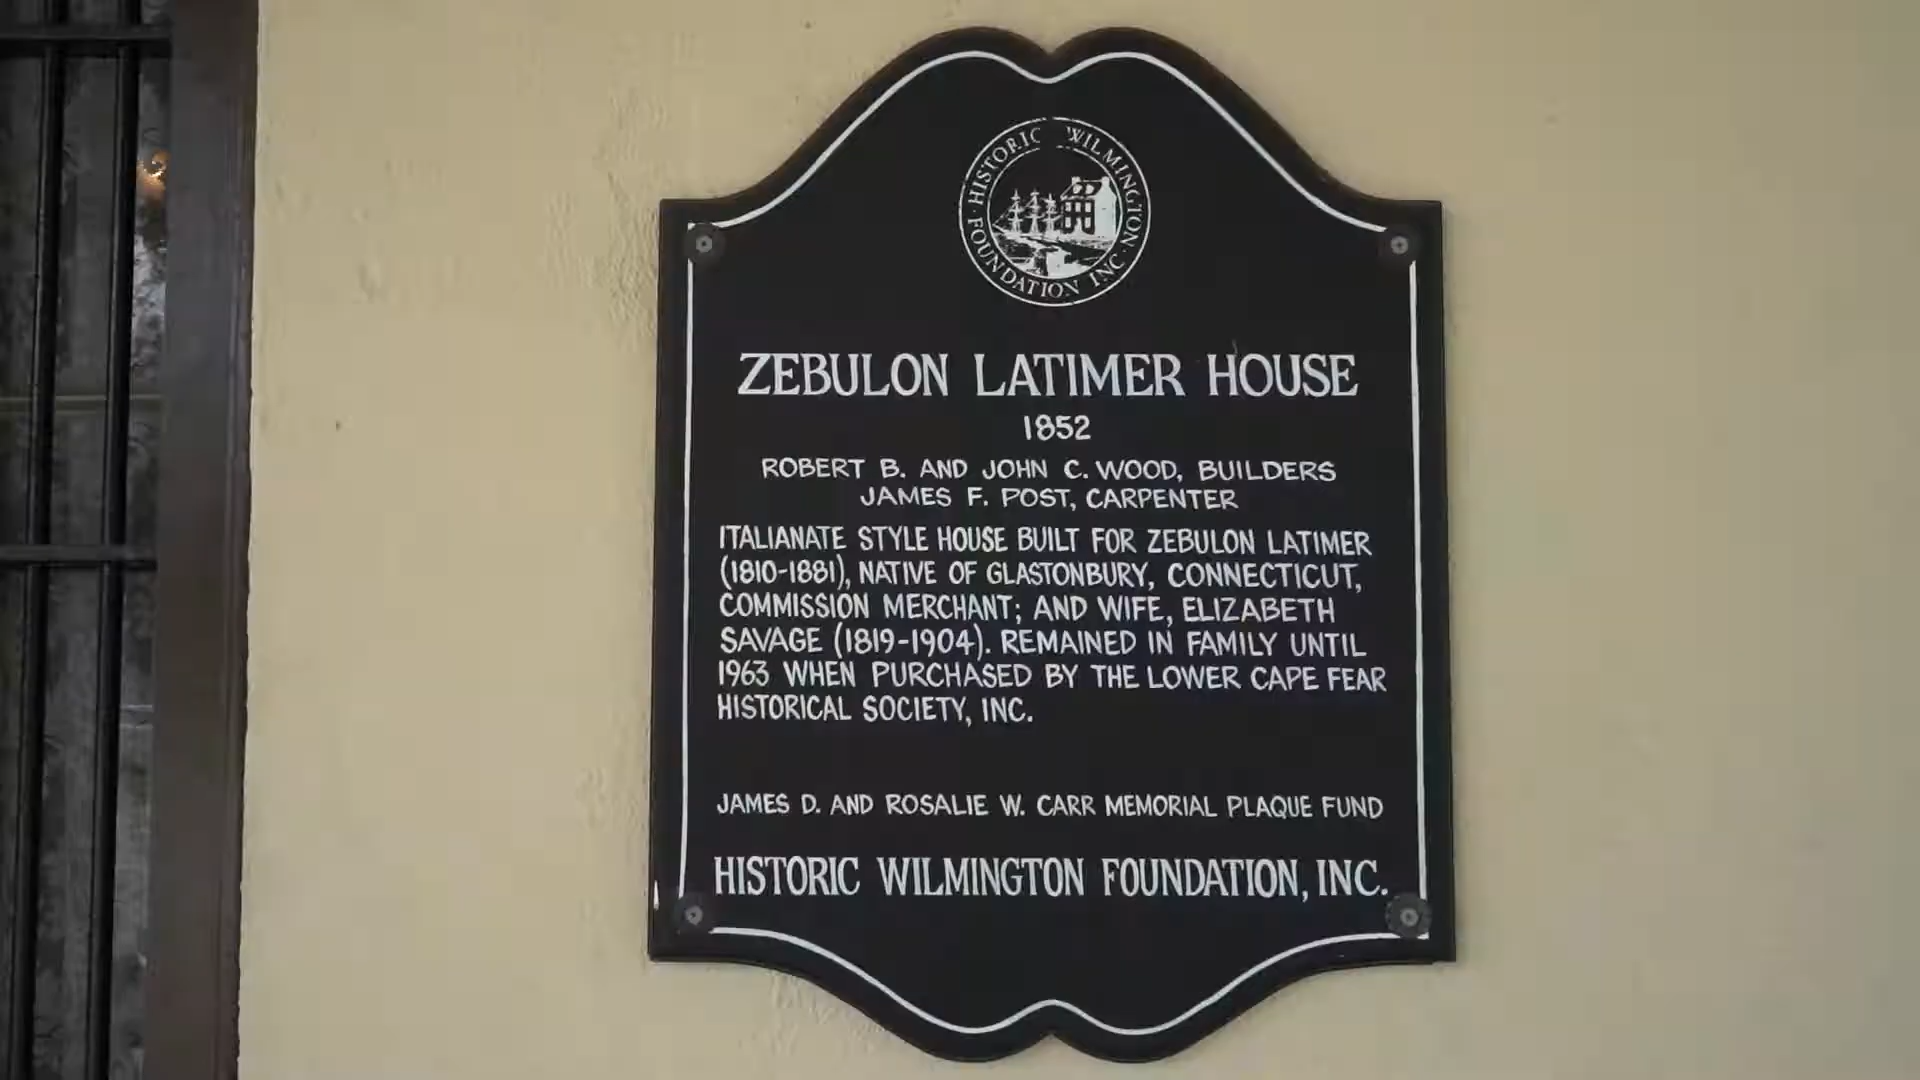 HISTORIC WILMINGTON
FOUNDATION INC.
ZEBULON LATIMER HOUSE
1852
ROBERT B. AND JOHN C. WOOD, BUILDERS
JAMES F. POST, CARPENTER
ITALIANATE STYLE HOUSE BUILT FOR ZEBULON LATIMER
(1810-1881), NATIVE OF GLASTONBURY, CONNECTICUT,
COMMISSION MERCHANT; AND WIFE, ELIZABETH
SAVAGE (1819-1904). REMAINED IN FAMILY UNTIL
1963 WHEN PURCHASED BY THE LOWER CAPE FEAR
HISTORICAL SOCIETY, INC.
JAMES D. AND ROSALIE W. CARR MEMORIAL PLAQUE FUND
HISTORIC WILMINGTON FOUNDATION, INC.